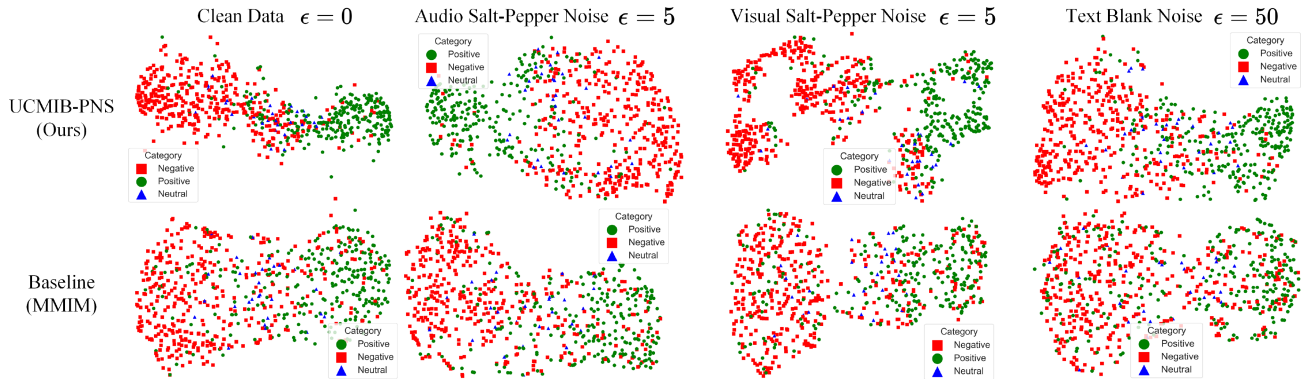 Clean Data ϵ = 0
Audio Salt-Pepper Noise ϵ = 5
Visual Salt-Pepper Noise ϵ = 5
Text Blank Noise ϵ = 50
UCMIB-PNS
(Ours)
Category
Negative
Positive
Neutral
Category
Positive
Negative
Neutral
Category
Positive
Negative
Neutral
Category
Positive
Negative
Neutral
Baseline
(MMIM)
Category
Positive
Negative
Neutral
Category
Positive
Negative
Neutral
Category
Negative
Positive
Neutral
Category
Positive
Negative
Neutral